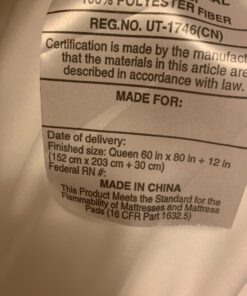 100% POLYESTER FIBER
REG.NO. UT-1746(CN)
Certification is made by the manufact
that the materials in this article are
described in accordance with law.
MADE FOR:
Date of delivery:
Finished size: Queen 60 in x 80 in + 12 in
(152 cm x 203 cm + 30 cm)
Federal RN #:
MADE IN CHINA
This Product Meets the Standard for the
Flammability of Mattresses and Mattress
Pads (16 CFR Part 1632.5)